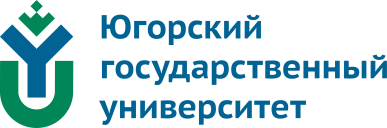 Югорский
государственный
университет